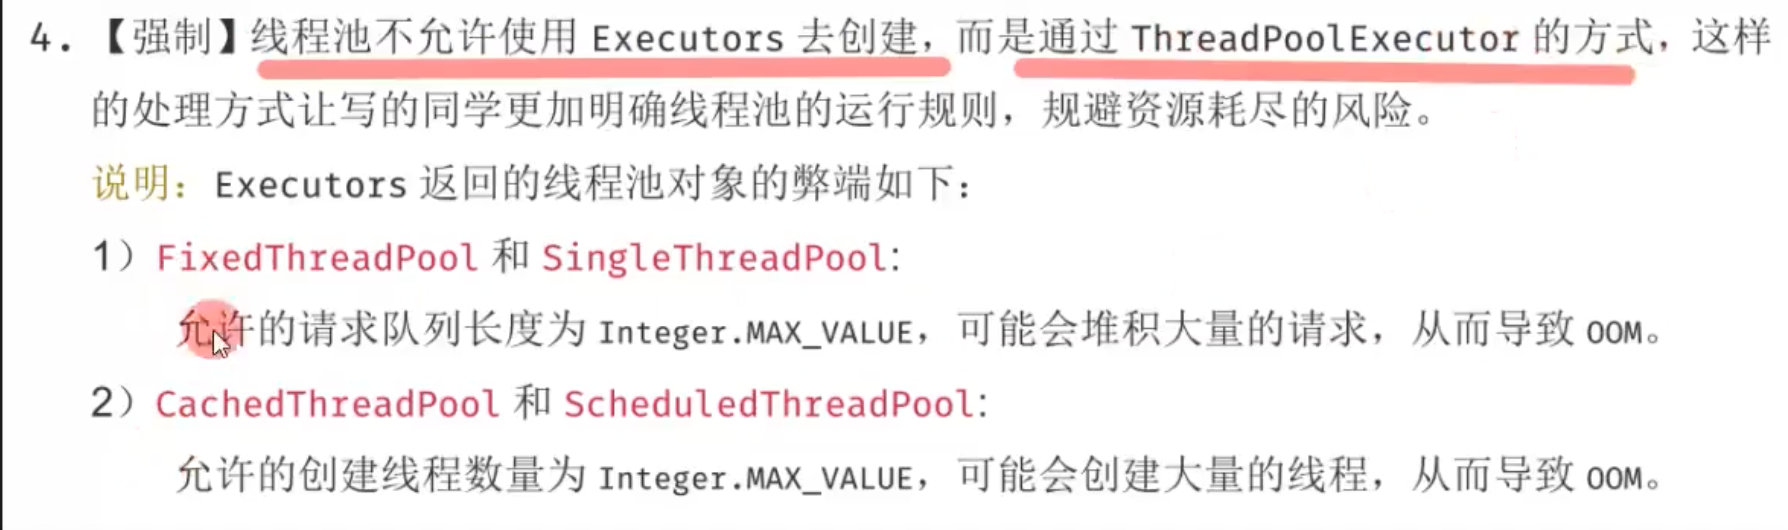 4. 【强制】线程池不允许使用 Executors 去创建，而是通过 ThreadPoolExecutor 的方式，这样
的处理方式让写的同学更加明确线程池的运行规则，规避资源耗尽的风险。
说明：Executors 返回的线程池对象的弊端如下：
1）FixedThreadPool 和 SingleThreadPool:
允许的请求队列长度为 Integer.MAX_VALUE，可能会堆积大量的请求，从而导致 OOM。
2）CachedThreadPool 和 ScheduledThreadPool:
允许的创建线程数量为 Integer.MAX_VALUE，可能会创建大量的线程，从而导致 OOM。